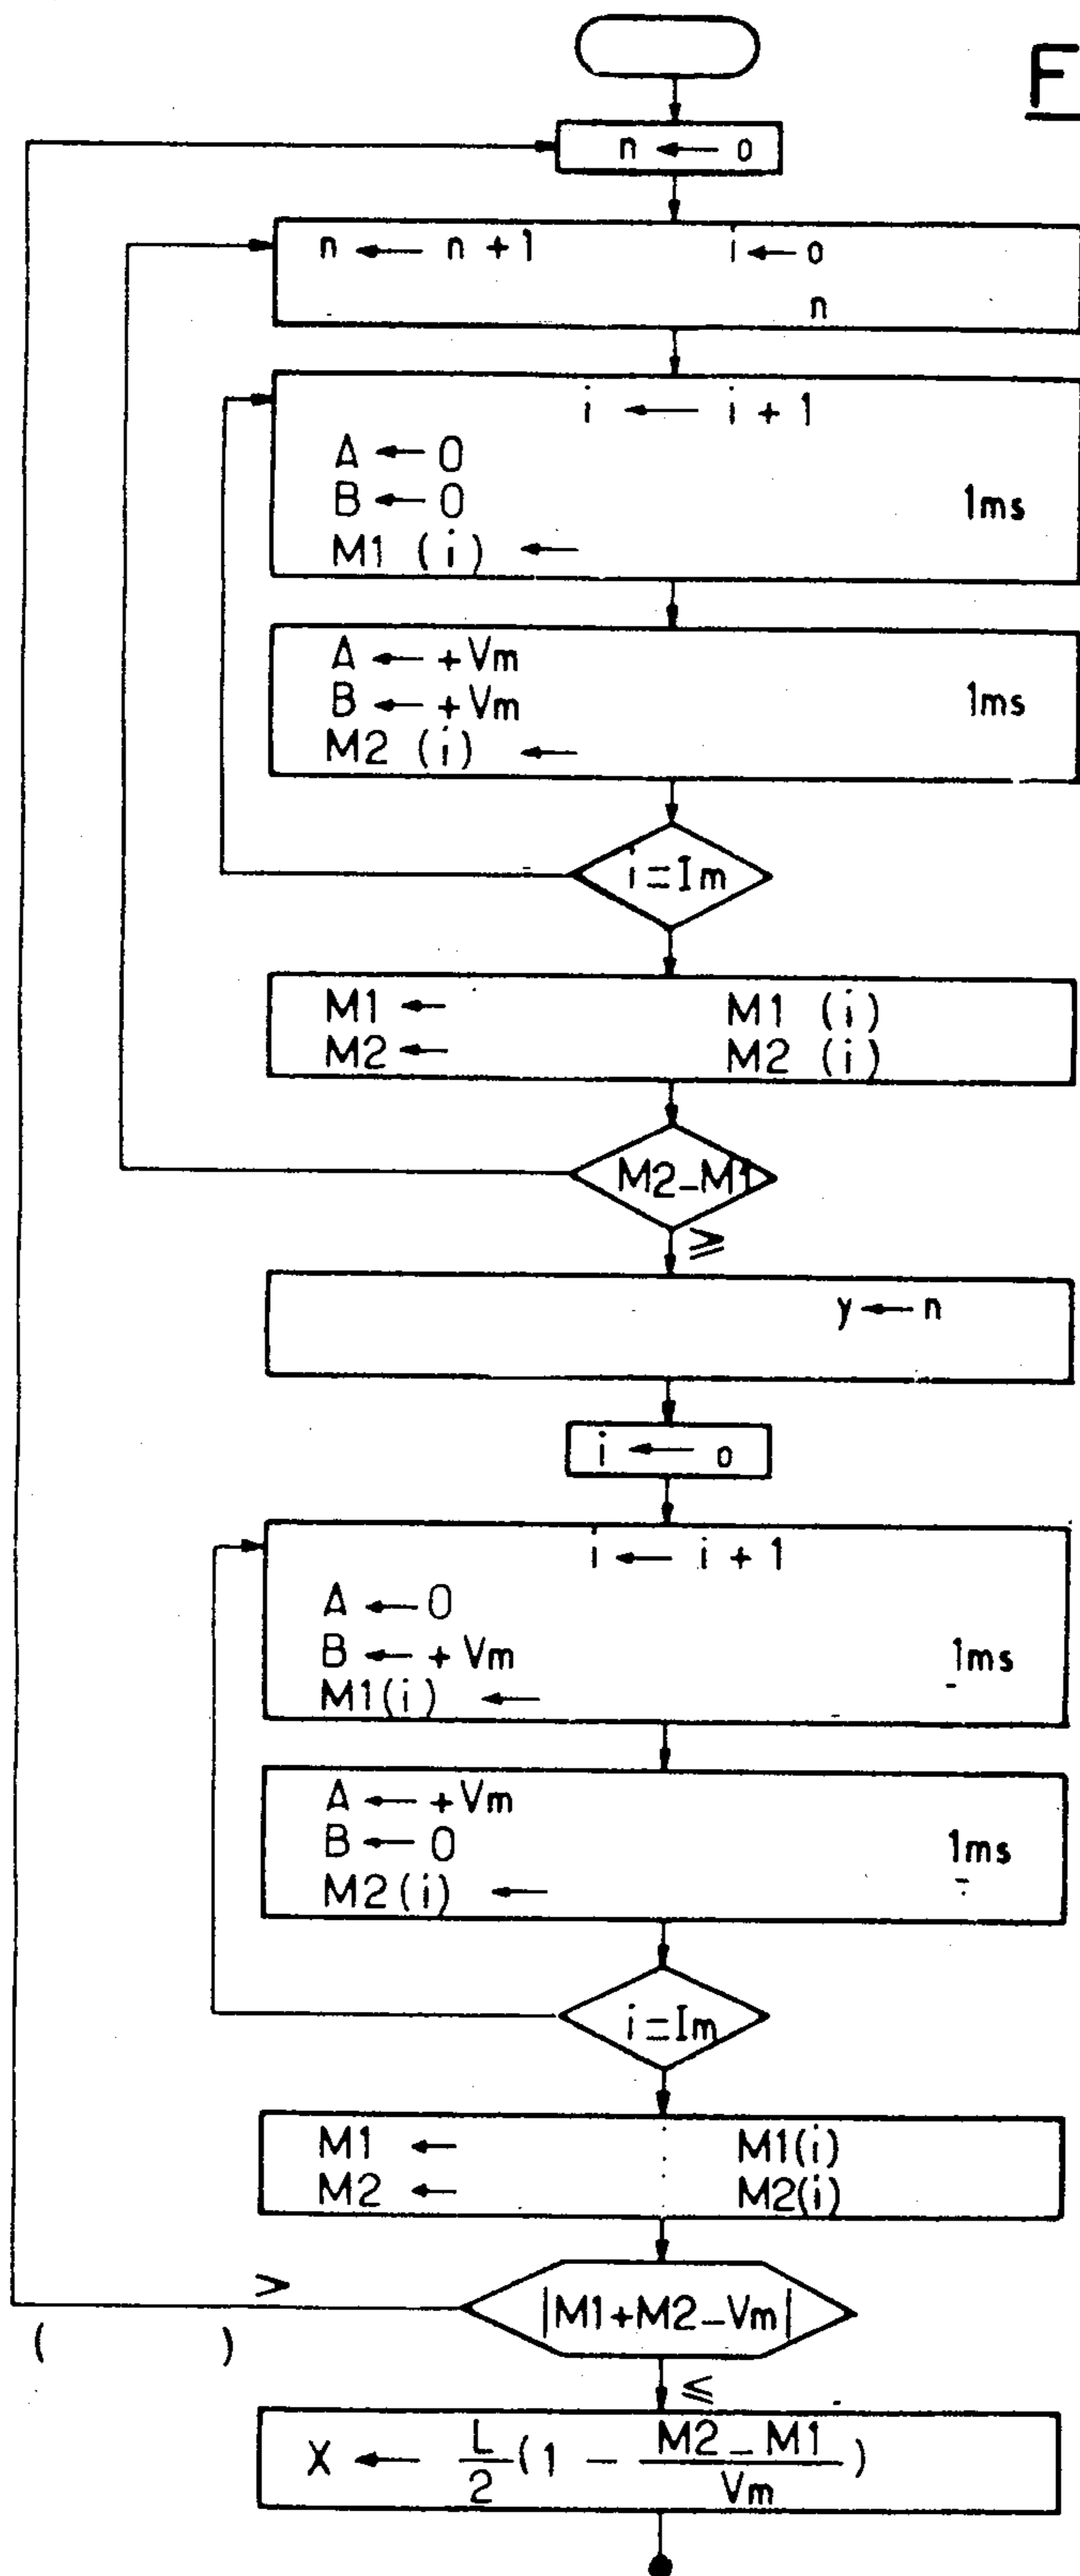 F
n ← o
n ← n + 1 i ← o
n
i ← i + 1
A ← 0
B ← 0 1ms
M1 (i) ←
A ← +Vm
B ← +Vm 1ms
M2 (i) ←
i = Im
M1 ← M1 (i)
M2 ← M2 (i)
M2 - M1
≥
y ← n
i ← o
i ← i + 1
A ← 0
B ← + Vm 1ms
M1(i) ←
A ← +Vm
B ← 0 1ms
M2(i) ←
i = Im
M1 ← M1(i)
M2 ← M2(i)
>
|M1+M2-Vm|
( )
≤
X ← L/2 (1 - (M2 - M1)/Vm)